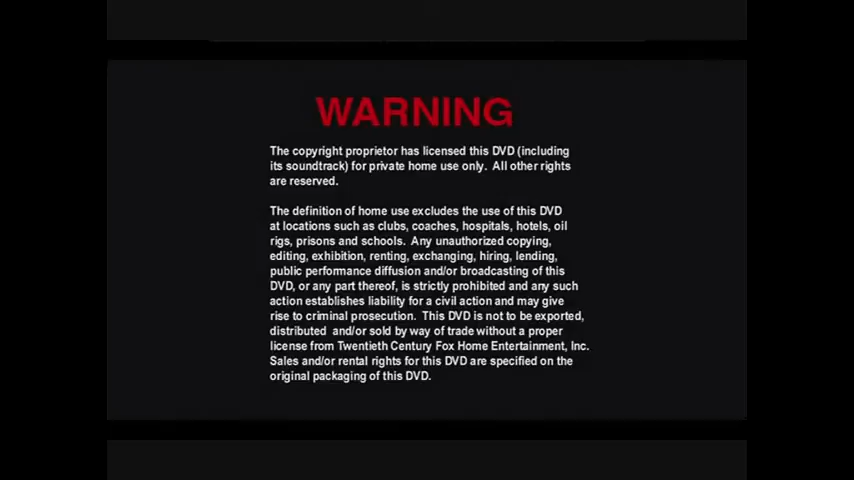 WARNING
The copyright proprietor has licensed this DVD (including
its soundtrack) for private home use only. All other rights
are reserved.
The definition of home use excludes the use of this DVD
at locations such as clubs, coaches, hospitals, hotels, oil
rigs, prisons and schools. Any unauthorized copying,
editing, exhibition, renting, exchanging, hiring, lending,
public performance diffusion and/or broadcasting of this
DVD, or any part thereof, is strictly prohibited and any such
action establishes liability for a civil action and may give
rise to criminal prosecution. This DVD is not to be exported,
distributed and/or sold by way of trade without a proper
license from Twentieth Century Fox Home Entertainment, Inc.
Sales and/or rental rights for this DVD are specified on the
original packaging of this DVD.